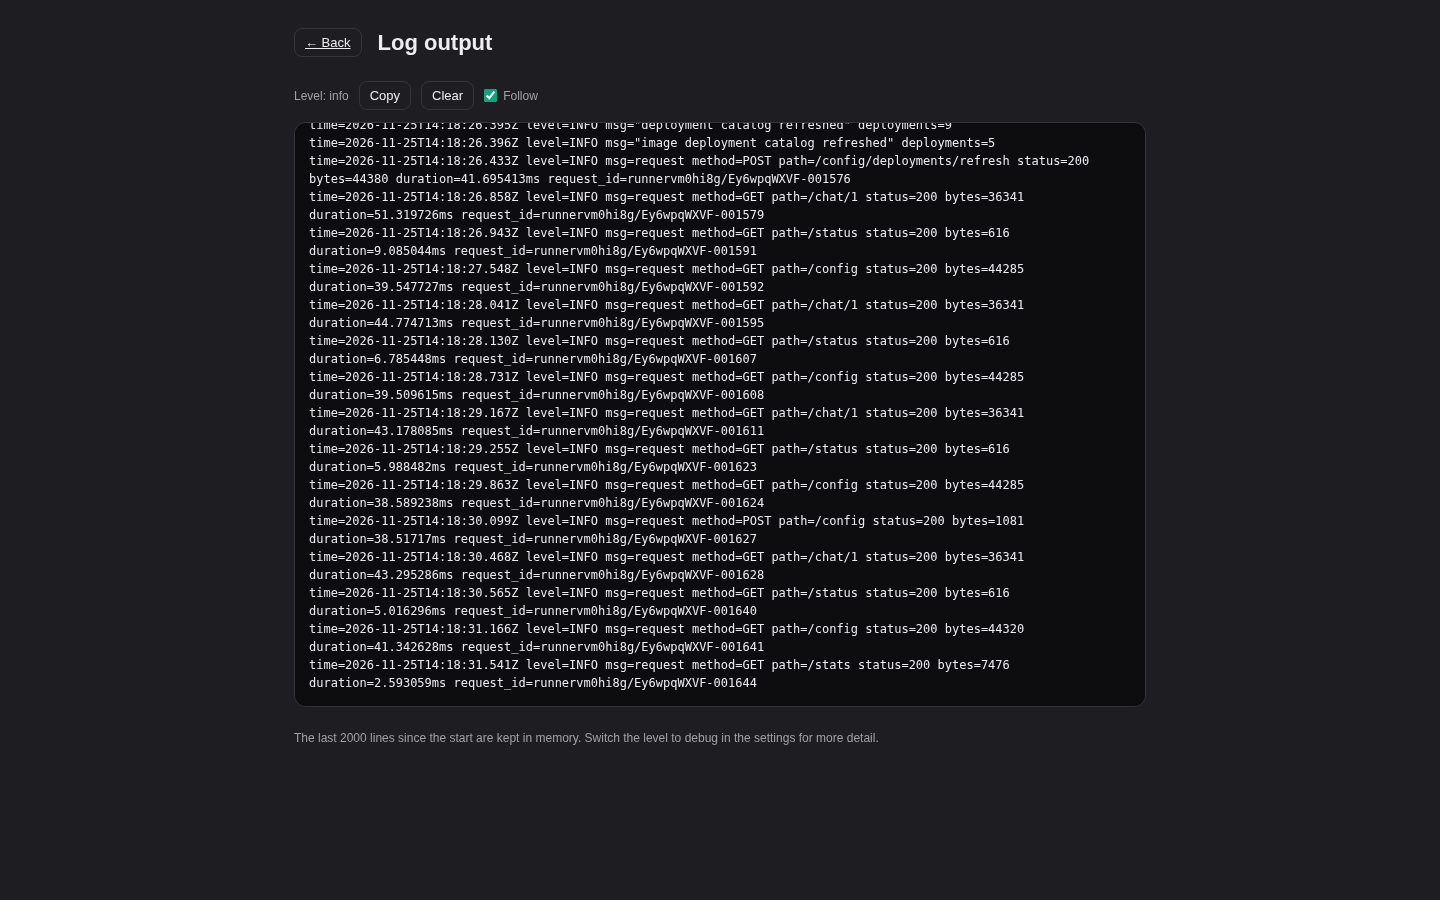 ← Back
Log output
Level: info
Copy
Clear
Follow
time=2026-11-25T14:18:26.395Z level=INFO msg="deployment catalog refreshed" deployments=9
time=2026-11-25T14:18:26.396Z level=INFO msg="image deployment catalog refreshed" deployments=5
time=2026-11-25T14:18:26.433Z level=INFO msg=request method=POST path=/config/deployments/refresh status=200
bytes=44380 duration=41.695413ms request_id=runnervm0hi8g/Ey6wpqWXVF-001576
time=2026-11-25T14:18:26.858Z level=INFO msg=request method=GET path=/chat/1 status=200 bytes=36341
duration=51.319726ms request_id=runnervm0hi8g/Ey6wpqWXVF-001579
time=2026-11-25T14:18:26.943Z level=INFO msg=request method=GET path=/status status=200 bytes=616
duration=9.085044ms request_id=runnervm0hi8g/Ey6wpqWXVF-001591
time=2026-11-25T14:18:27.548Z level=INFO msg=request method=GET path=/config status=200 bytes=44285
duration=39.547727ms request_id=runnervm0hi8g/Ey6wpqWXVF-001592
time=2026-11-25T14:18:28.041Z level=INFO msg=request method=GET path=/chat/1 status=200 bytes=36341
duration=44.774713ms request_id=runnervm0hi8g/Ey6wpqWXVF-001595
time=2026-11-25T14:18:28.130Z level=INFO msg=request method=GET path=/status status=200 bytes=616
duration=6.785448ms request_id=runnervm0hi8g/Ey6wpqWXVF-001607
time=2026-11-25T14:18:28.731Z level=INFO msg=request method=GET path=/config status=200 bytes=44285
duration=39.509615ms request_id=runnervm0hi8g/Ey6wpqWXVF-001608
time=2026-11-25T14:18:29.167Z level=INFO msg=request method=GET path=/chat/1 status=200 bytes=36341
duration=43.178085ms request_id=runnervm0hi8g/Ey6wpqWXVF-001611
time=2026-11-25T14:18:29.255Z level=INFO msg=request method=GET path=/status status=200 bytes=616
duration=5.988482ms request_id=runnervm0hi8g/Ey6wpqWXVF-001623
time=2026-11-25T14:18:29.863Z level=INFO msg=request method=GET path=/config status=200 bytes=44285
duration=38.589238ms request_id=runnervm0hi8g/Ey6wpqWXVF-001624
time=2026-11-25T14:18:30.099Z level=INFO msg=request method=POST path=/config status=200 bytes=1081
duration=38.51717ms request_id=runnervm0hi8g/Ey6wpqWXVF-001627
time=2026-11-25T14:18:30.468Z level=INFO msg=request method=GET path=/chat/1 status=200 bytes=36341
duration=43.295286ms request_id=runnervm0hi8g/Ey6wpqWXVF-001628
time=2026-11-25T14:18:30.565Z level=INFO msg=request method=GET path=/status status=200 bytes=616
duration=5.016296ms request_id=runnervm0hi8g/Ey6wpqWXVF-001640
time=2026-11-25T14:18:31.166Z level=INFO msg=request method=GET path=/config status=200 bytes=44320
duration=41.342628ms request_id=runnervm0hi8g/Ey6wpqWXVF-001641
time=2026-11-25T14:18:31.541Z level=INFO msg=request method=GET path=/stats status=200 bytes=7476
duration=2.593059ms request_id=runnervm0hi8g/Ey6wpqWXVF-001644
The last 2000 lines since the start are kept in memory. Switch the level to debug in the settings for more detail.